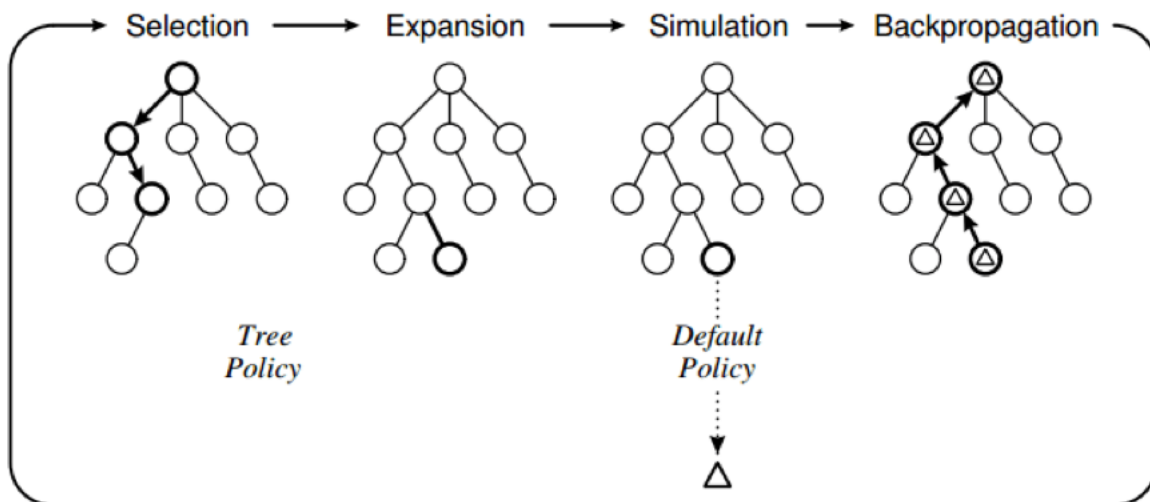 Selection Expansion Simulation Backpropagation
Tree
Policy
Default
Policy